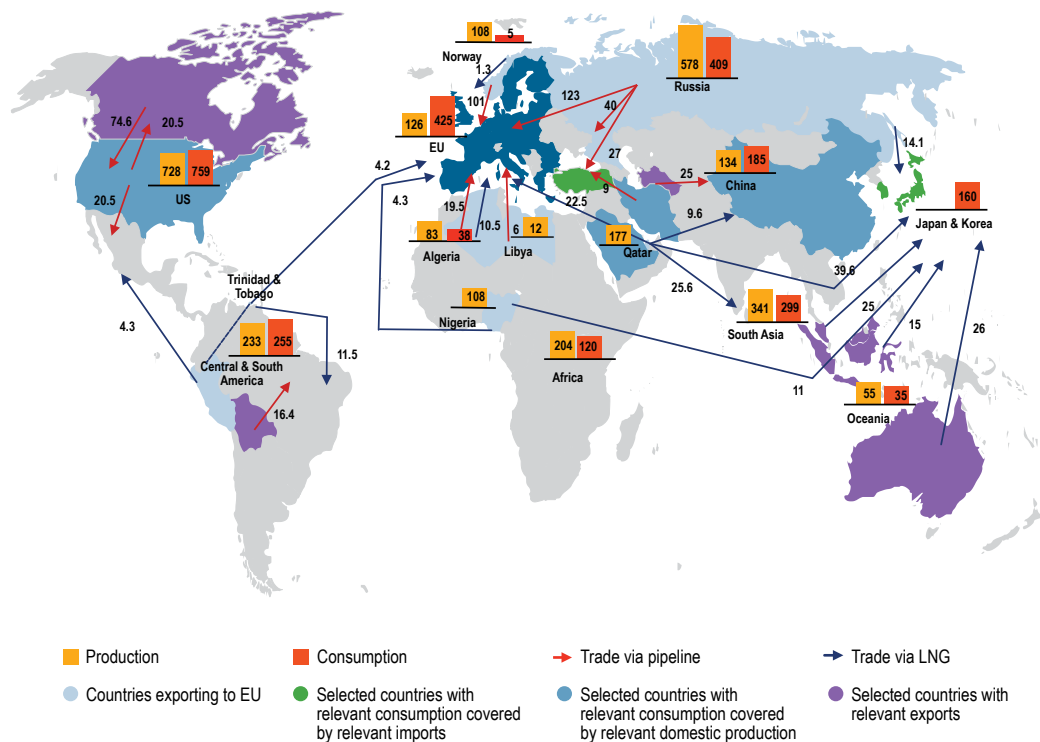 108
5
Norway
1.3
101
123
40
578
409
Russia
126
425
EU
27
74.6
20.5
728
759
US
20.5
4.2
4.3
134
185
China
25
14.1
160
Japan & Korea
9
22.5
9.6
19.5
10.5
83
38
Algeria
6
12
Libya
177
Qatar
39.6
25.6
Trinidad &
Tobago
108
Nigeria
4.3
233
255
Central & South
America
11.5
16.4
204
120
Africa
341
299
South Asia
25
15
26
11
55
35
Oceania
Production
Consumption
Trade via pipeline
Trade via LNG
Countries exporting to EU
Selected countries with
relevant consumption covered
by relevant imports
Selected countries with
relevant consumption covered
by relevant domestic production
Selected countries with
relevant exports